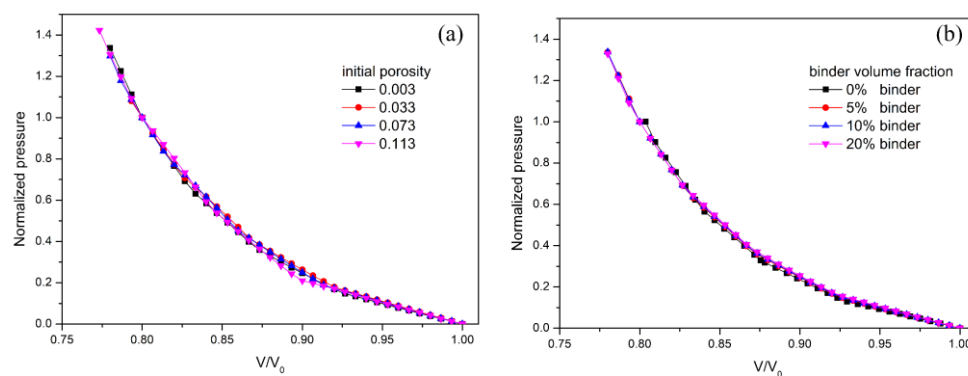 (a)
initial porosity
0.003
0.033
0.073
0.113
Normalized pressure
1.4
1.2
1.0
0.8
0.6
0.4
0.2
0.0
0.75 0.80 0.85 0.90 0.95 1.00
V/V₀
(b)
binder volume fraction
0% binder
5% binder
10% binder
20% binder
Normalized pressure
1.4
1.2
1.0
0.8
0.6
0.4
0.2
0.0
0.75 0.80 0.85 0.90 0.95 1.00
V/V₀